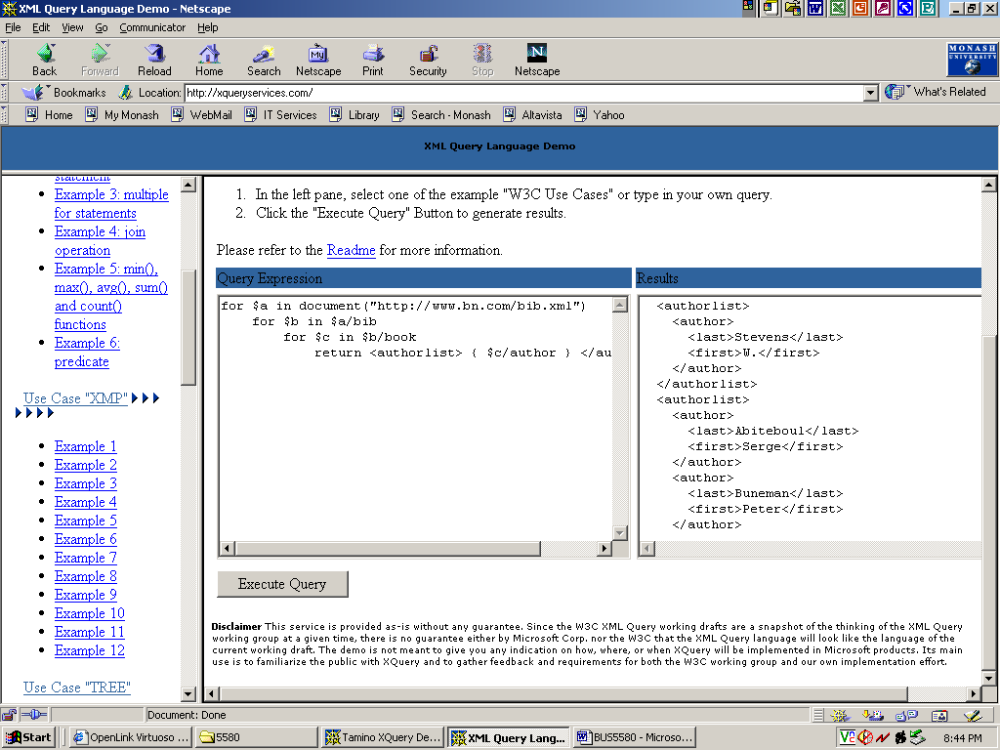 XML Query Language Demo - Netscape
File Edit View Go Communicator Help
Back Forward Reload Home Search Netscape Print Security Stop Netscape
My
N
MONASH
UNIVERSITY
Bookmarks Location: http://xqueryservices.com/ What's Related
Home My Monash WebMail IT Services Library Search - Monash Altavista Yahoo
XML Query Language Demo
statement
Example 3: multiple
for statements
Example 4: join
operation
Example 5: min(),
max(), avg(), sum()
and count()
functions
Example 6:
predicate
Use Case "XMP"
Example 1
Example 2
Example 3
Example 4
Example 5
Example 6
Example 7
Example 8
Example 9
Example 10
Example 11
Example 12
Use Case "TREE"
1. In the left pane, select one of the example "W3C Use Cases" or type in your own query.
2. Click the "Execute Query" Button to generate results.
Please refer to the Readme for more information.
Query Expression
for $a in document("http://www.bn.com/bib.xml")
for $b in $a/bib
for $c in $b/book
return <authorlist> { $c/author } </au
Results
<authorlist>
<author>
<last>Stevens</last>
<first>W.</first>
</author>
</authorlist>
<authorlist>
<author>
<last>Abiteboul</last>
<first>Serge</first>
</author>
<author>
<last>Buneman</last>
<first>Peter</first>
</author>
Execute Query
Disclaimer This service is provided as-is without any guarantee. Since the W3C XML Query working drafts are a snapshot of the thinking of the XML Query
working group at a given time, there is no guarantee either by Microsoft Corp. nor the W3C that the XML Query language will look like the language of the
current working draft. The demo is not meant to give you any indication on how, where, or when XQuery will be implemented in Microsoft products. Its main
use is to familiarize the public with XQuery and to gather feedback and requirements for both the W3C working group and our own implementation effort.
Document: Done
Start OpenLink Virtuoso ... 5580 Tamino XQuery De... XML Query Lang... BUS5580 - Microso... 8:44 PM